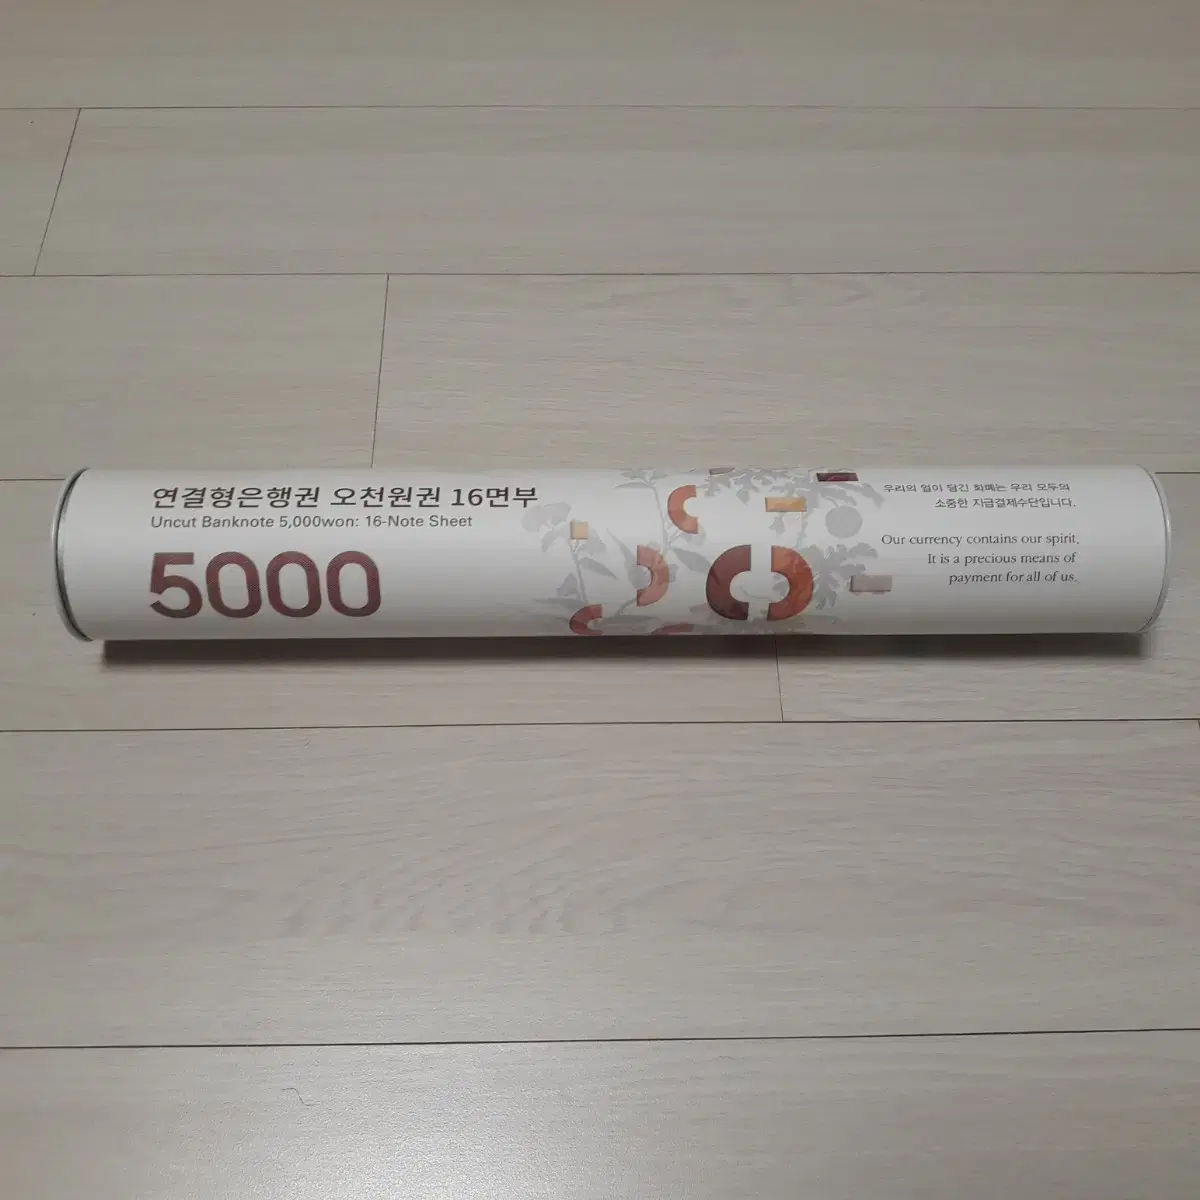 연결형은행권 오천원권 16면부
Uncut Banknote 5,000won: 16-Note Sheet
5000
우리의 얼이 담긴 화폐는 우리 모두의
소중한 지급결제수단입니다.
Our currency contains our spirit.
It is a precious means of
payment for all of us.